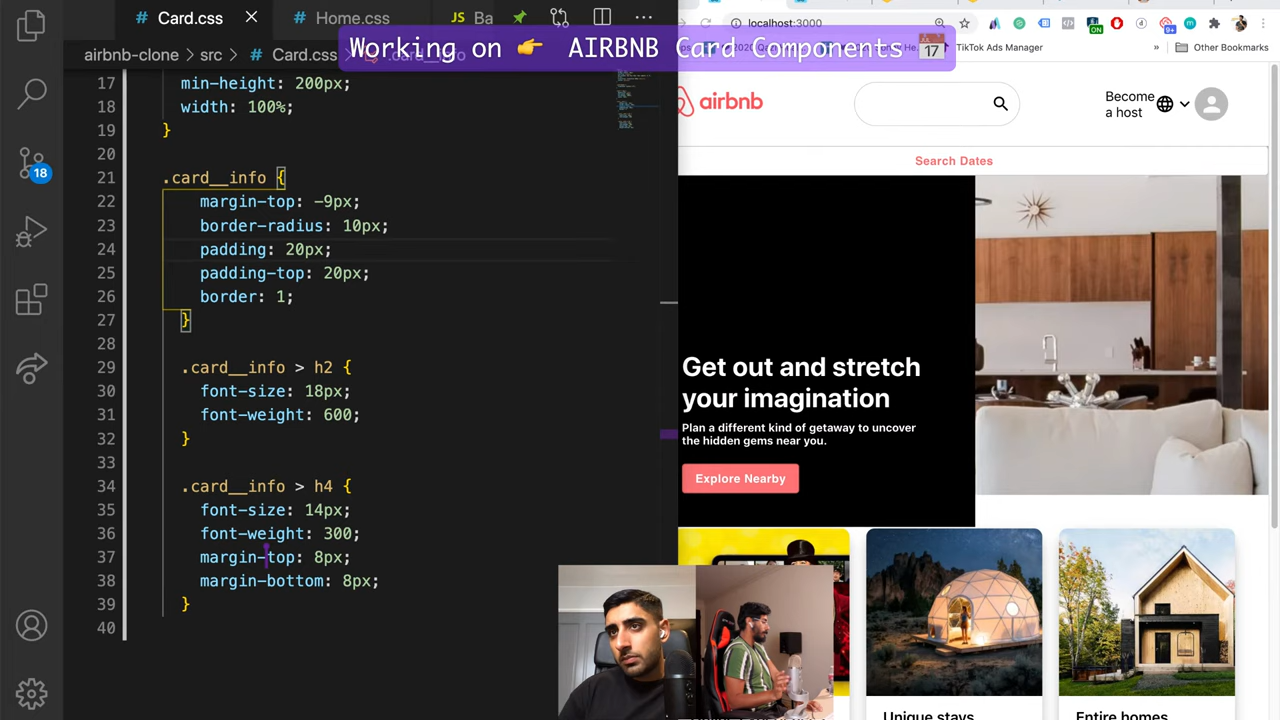 Card.css
Home.css
JS Ba
Working on 👉 AIRBNB Card Components
JUL
17
airbnb-clone > src > Card.css > .card__info
17 min-height: 200px;
18 width: 100%;
19 }
20
21 .card__info {
22 margin-top: -9px;
23 border-radius: 10px;
24 padding: 20px;
25 padding-top: 20px;
26 border: 1;
27 }
28
29 .card__info > h2 {
30 font-size: 18px;
31 font-weight: 600;
32 }
33
34 .card__info > h4 {
35 font-size: 14px;
36 font-weight: 300;
37 margin-top: 8px;
38 margin-bottom: 8px;
39 }
40
18
localhost:3000
ON
9+
TikTok Ads Manager
» Other Bookmarks
airbnb
Become
a host
Search Dates
Get out and stretch
your imagination
Plan a different kind of getaway to uncover
the hidden gems near you.
Explore Nearby
Unique stays
Entire homes